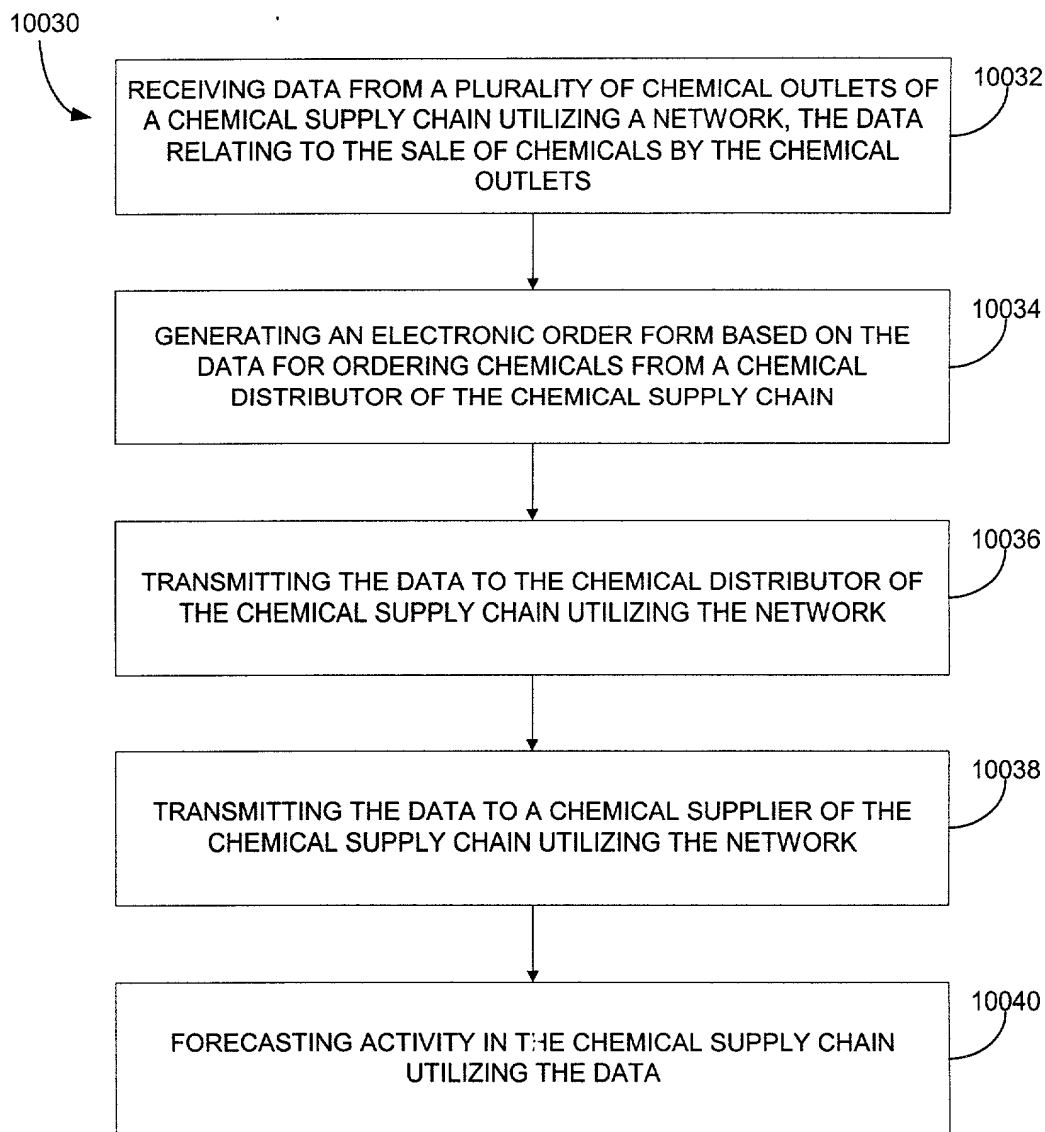 10030
RECEIVING DATA FROM A PLURALITY OF CHEMICAL OUTLETS OF
A CHEMICAL SUPPLY CHAIN UTILIZING A NETWORK, THE DATA
RELATING TO THE SALE OF CHEMICALS BY THE CHEMICAL
OUTLETS
10032
GENERATING AN ELECTRONIC ORDER FORM BASED ON THE
DATA FOR ORDERING CHEMICALS FROM A CHEMICAL
DISTRIBUTOR OF THE CHEMICAL SUPPLY CHAIN
10034
TRANSMITTING THE DATA TO THE CHEMICAL DISTRIBUTOR OF
THE CHEMICAL SUPPLY CHAIN UTILIZING THE NETWORK
10036
TRANSMITTING THE DATA TO A CHEMICAL SUPPLIER OF THE
CHEMICAL SUPPLY CHAIN UTILIZING THE NETWORK
10038
FORECASTING ACTIVITY IN THE CHEMICAL SUPPLY CHAIN
UTILIZING THE DATA
10040